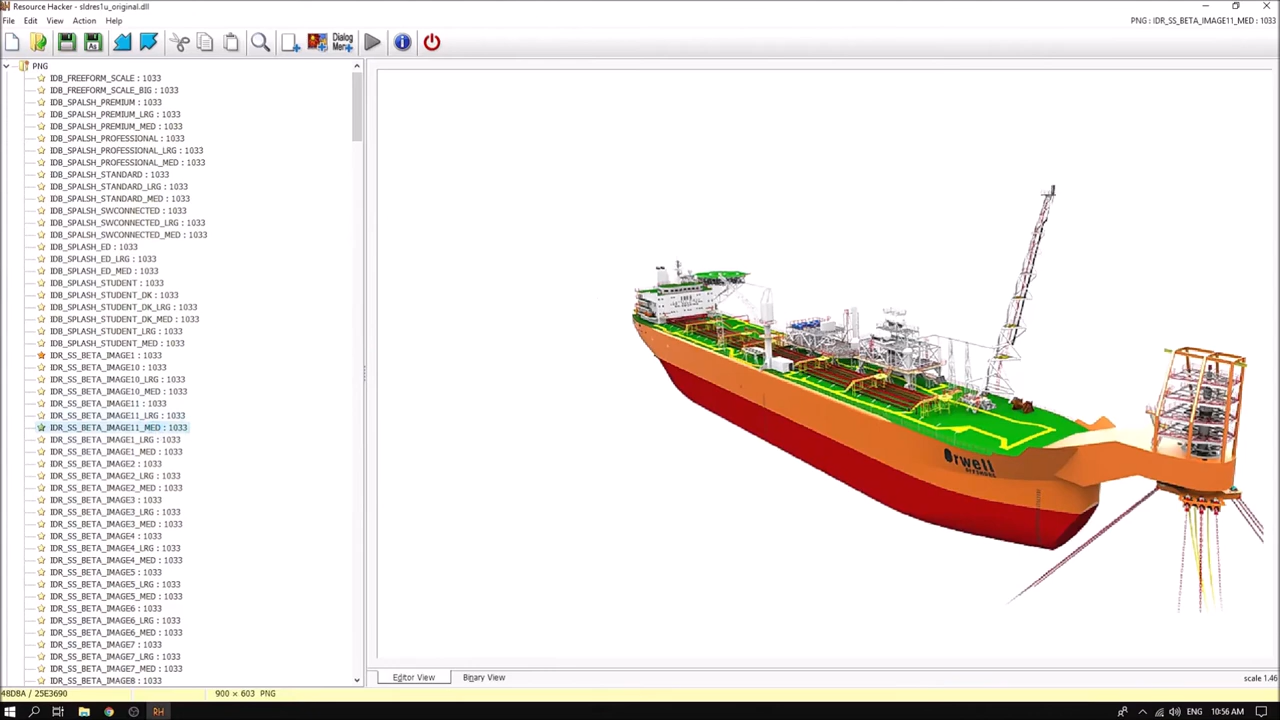 Resource Hacker - sldres1u_original.dll
File Edit View Action Help
PNG : IDR_SS_BETA_IMAGE11_MED : 1033
Dialog
Menu
PNG
IDB_FREEFORM_SCALE : 1033
IDB_FREEFORM_SCALE_BIG : 1033
IDB_SPALSH_PREMIUM : 1033
IDB_SPALSH_PREMIUM_LRG : 1033
IDB_SPALSH_PREMIUM_MED : 1033
IDB_SPALSH_PROFESSIONAL : 1033
IDB_SPALSH_PROFESSIONAL_LRG : 1033
IDB_SPALSH_PROFESSIONAL_MED : 1033
IDB_SPALSH_STANDARD : 1033
IDB_SPALSH_STANDARD_LRG : 1033
IDB_SPALSH_STANDARD_MED : 1033
IDB_SPALSH_SWCONNECTED : 1033
IDB_SPALSH_SWCONNECTED_LRG : 1033
IDB_SPALSH_SWCONNECTED_MED : 1033
IDB_SPLASH_ED : 1033
IDB_SPLASH_ED_LRG : 1033
IDB_SPLASH_ED_MED : 1033
IDB_SPLASH_STUDENT : 1033
IDB_SPLASH_STUDENT_DK : 1033
IDB_SPLASH_STUDENT_DK_LRG : 1033
IDB_SPLASH_STUDENT_DK_MED : 1033
IDB_SPLASH_STUDENT_LRG : 1033
IDB_SPLASH_STUDENT_MED : 1033
IDR_SS_BETA_IMAGE1 : 1033
IDR_SS_BETA_IMAGE10 : 1033
IDR_SS_BETA_IMAGE10_LRG : 1033
IDR_SS_BETA_IMAGE10_MED : 1033
IDR_SS_BETA_IMAGE11 : 1033
IDR_SS_BETA_IMAGE11_LRG : 1033
IDR_SS_BETA_IMAGE11_MED : 1033
IDR_SS_BETA_IMAGE1_LRG : 1033
IDR_SS_BETA_IMAGE1_MED : 1033
IDR_SS_BETA_IMAGE2 : 1033
IDR_SS_BETA_IMAGE2_LRG : 1033
IDR_SS_BETA_IMAGE2_MED : 1033
IDR_SS_BETA_IMAGE3 : 1033
IDR_SS_BETA_IMAGE3_LRG : 1033
IDR_SS_BETA_IMAGE3_MED : 1033
IDR_SS_BETA_IMAGE4 : 1033
IDR_SS_BETA_IMAGE4_LRG : 1033
IDR_SS_BETA_IMAGE4_MED : 1033
IDR_SS_BETA_IMAGE5 : 1033
IDR_SS_BETA_IMAGE5_LRG : 1033
IDR_SS_BETA_IMAGE5_MED : 1033
IDR_SS_BETA_IMAGE6 : 1033
IDR_SS_BETA_IMAGE6_LRG : 1033
IDR_SS_BETA_IMAGE6_MED : 1033
IDR_SS_BETA_IMAGE7 : 1033
IDR_SS_BETA_IMAGE7_LRG : 1033
IDR_SS_BETA_IMAGE7_MED : 1033
IDR_SS_BETA_IMAGE8 : 1033
Orwell
OFFSHORE
Editor View Binary View
scale 1.46
48D8A / 25E3690 900 × 603 PNG
RH ENG 10:56 AM